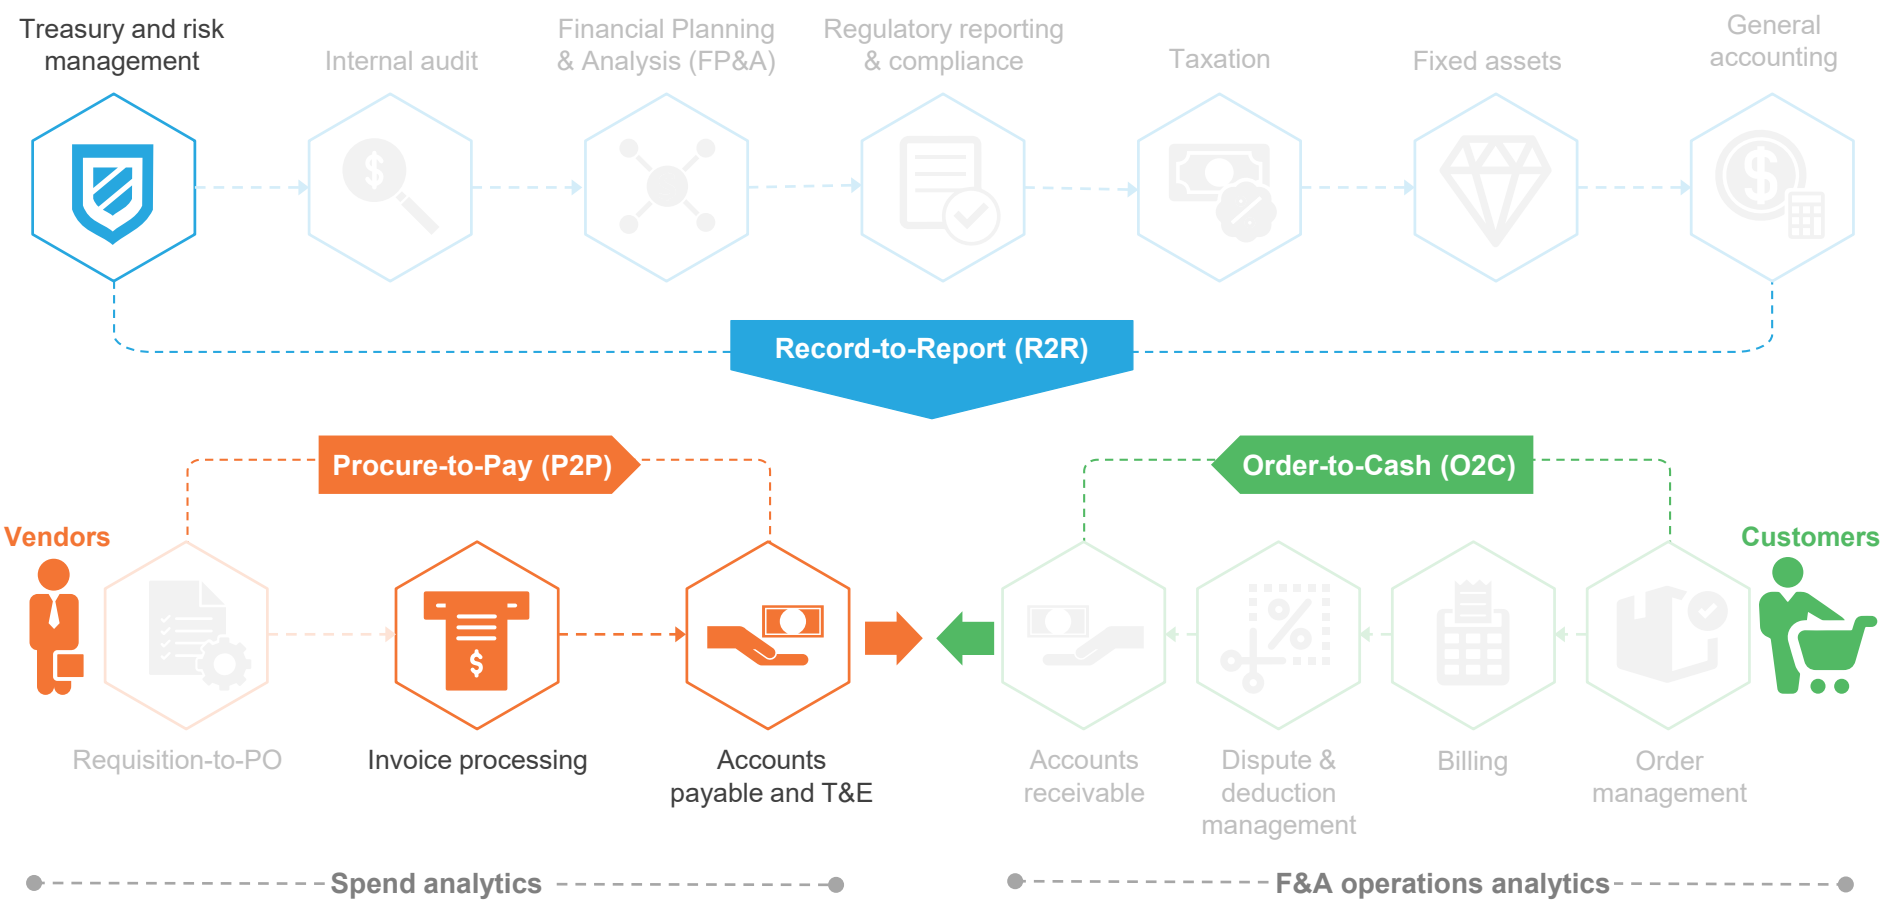 Treasury and risk
management
Internal audit
Financial Planning
& Analysis (FP&A)
Regulatory reporting
& compliance
Taxation
Fixed assets
General
accounting
$
$
Record-to-Report (R2R)
Procure-to-Pay (P2P)
Order-to-Cash (O2C)
Vendors
Customers
$
Requisition-to-PO
Invoice processing
Accounts
payable and T&E
Accounts
receivable
Dispute &
deduction
management
Billing
Order
management
Spend analytics
F&A operations analytics